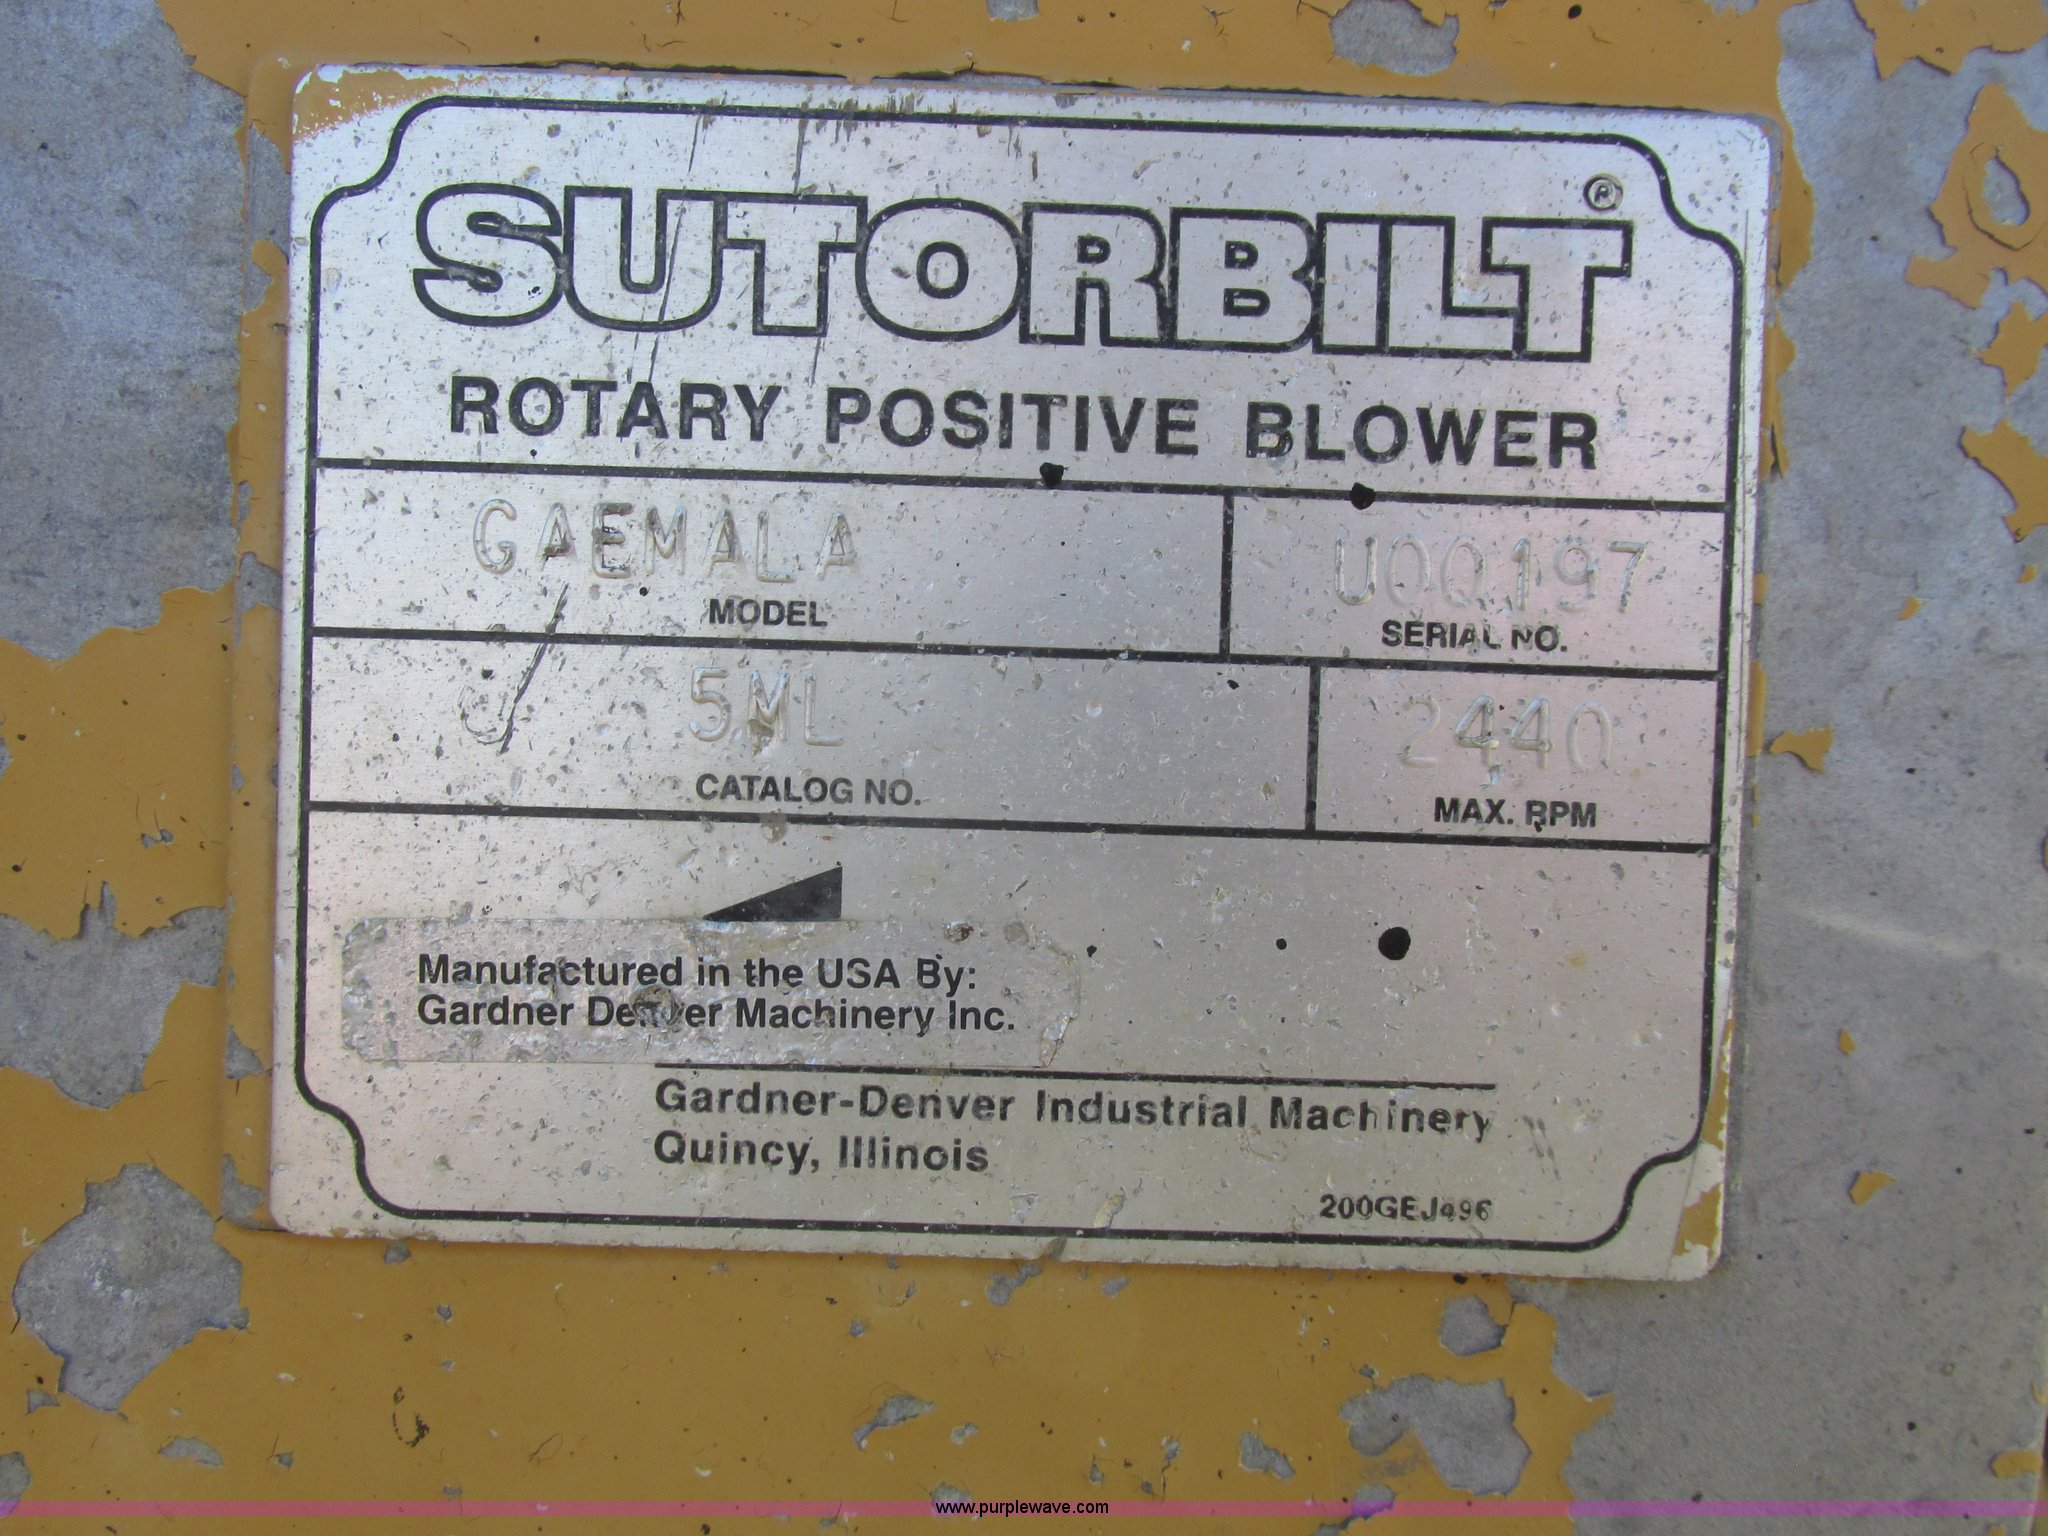 SUTORBILT®
ROTARY POSITIVE BLOWER
GAEMALA
MODEL
U00197
SERIAL NO.
5ML
CATALOG NO.
2440
MAX. RPM
Manufactured in the USA By:
Gardner Denver Machinery Inc.
Gardner-Denver Industrial Machinery
Quincy, Illinois
200GEJ496
www.purplewave.com